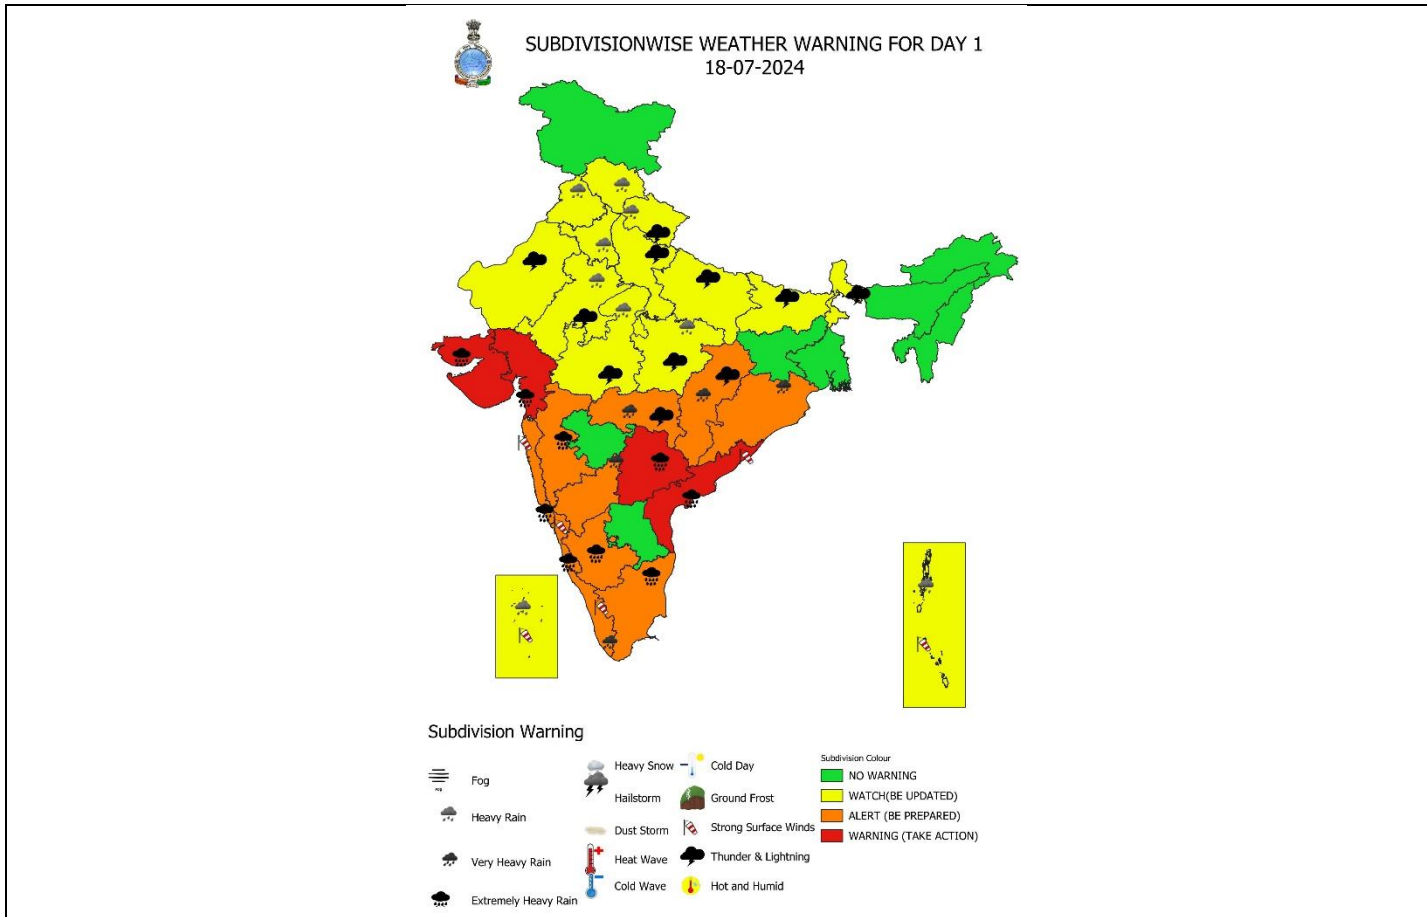 SUBDIVISIONWISE WEATHER WARNING FOR DAY 1
18-07-2024
Subdivision Warning
Fog
Heavy Rain
Very Heavy Rain
Extremely Heavy Rain
Heavy Snow
Hailstorm
Dust Storm
Heat Wave
Cold Wave
Cold Day
Ground Frost
Strong Surface Winds
Thunder & Lightning
Hot and Humid
Subdivision Colour
NO WARNING
WATCH(BE UPDATED)
ALERT (BE PREPARED)
WARNING (TAKE ACTION)